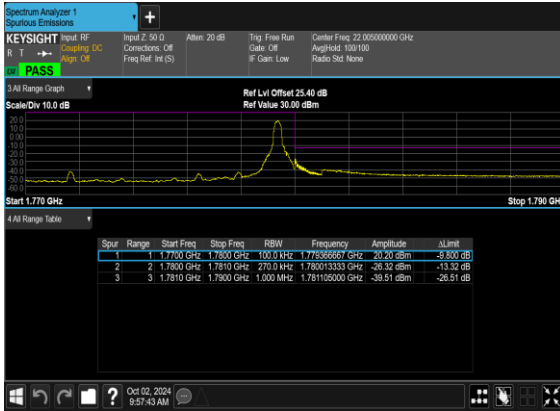 Spectrum Analyzer 1
Spurious Emissions
+
KEYSIGHT Input: RF Input Z: 50 Ω Atten: 20 dB Trig: Free Run Center Freq: 22.005000000 GHz
R T Coupling: DC Corrections: Off Gate: Off Avg|Hold: 100/100
Align: Off Freq Ref: Int (S) IF Gain: Low Radio Std: None
PASS
3 All Range Graph
Ref Lvl Offset 25.40 dB
Scale/Div 10.0 dB Ref Value 30.00 dBm
20.0
10.0
0.00
-10.0
-20.0
-30.0
-40.0
-50.0
-60.0
Start 1.770 GHz Stop 1.790 GHz
4 All Range Table
Spur Range Start Freq Stop Freq RBW Frequency Amplitude ΔLimit
1 1 1.7700 GHz 1.7800 GHz 100.0 kHz 1.779366667 GHz 20.20 dBm -9.800 dB
2 2 1.7800 GHz 1.7810 GHz 270.0 kHz 1.780013333 GHz -26.32 dBm -13.32 dB
3 3 1.7810 GHz 1.7900 GHz 1.000 MHz 1.781105000 GHz -39.51 dBm -26.51 dB
? Oct 02, 2024
9:57:43 AM